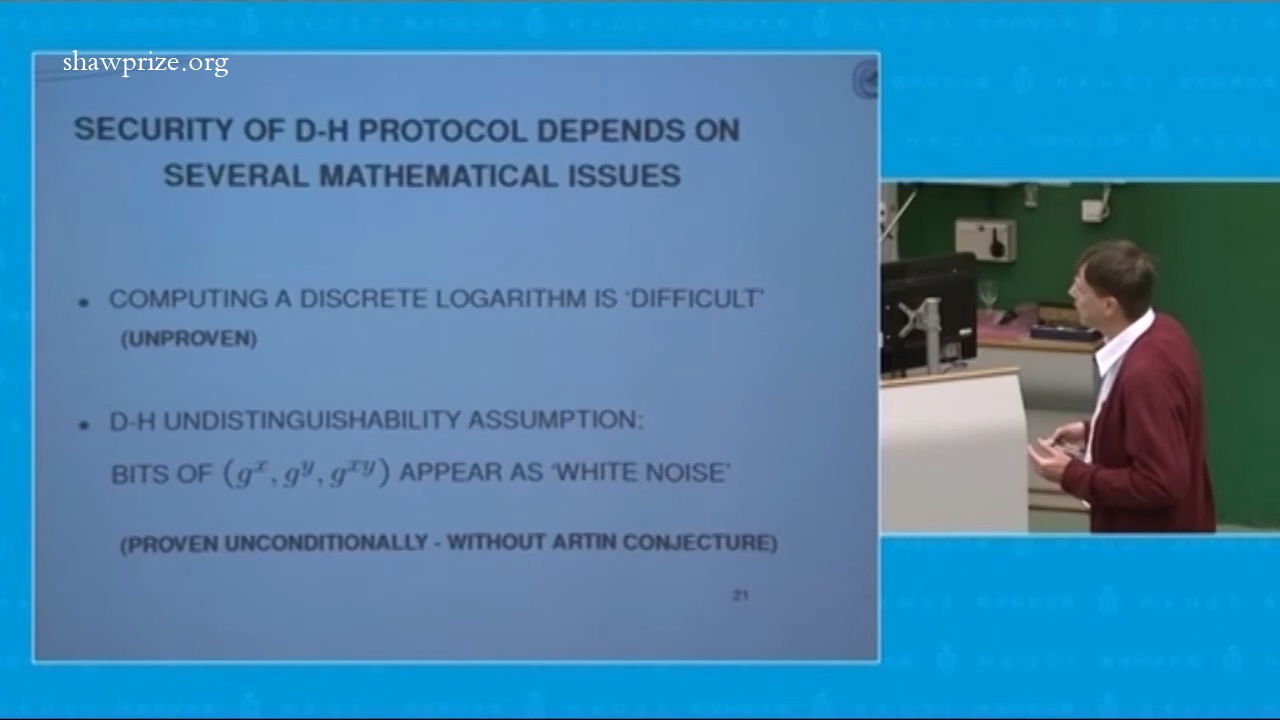 shawprize.org
SECURITY OF D-H PROTOCOL DEPENDS ON
SEVERAL MATHEMATICAL ISSUES
• COMPUTING A DISCRETE LOGARITHM IS ‘DIFFICULT’
(UNPROVEN)
• D-H UNDISTINGUISHABILITY ASSUMPTION:
BITS OF (g^x, g^y, g^{xy}) APPEAR AS ‘WHITE NOISE’
(PROVEN UNCONDITIONALLY - WITHOUT ARTIN CONJECTURE)
21